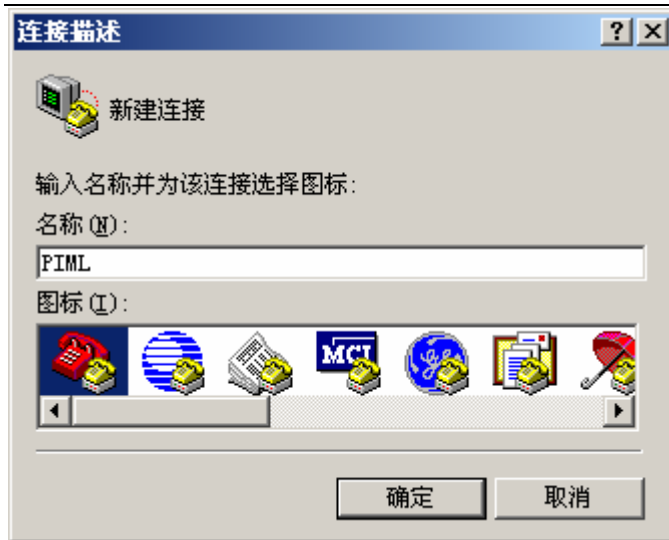 连接描述
新建连接
输入名称并为该连接选择图标:
名称(N):
PIML
图标(I):
MCI
确定
取消